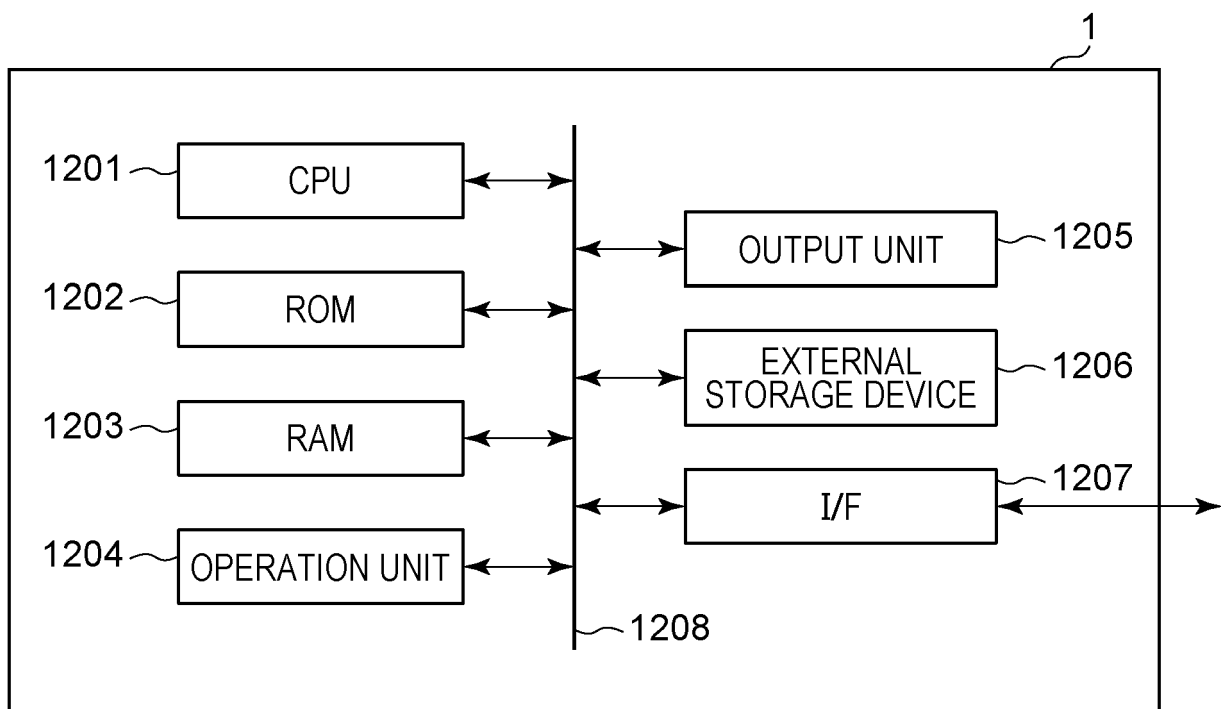 1
1201
CPU
1202
ROM
1203
RAM
1204
OPERATION UNIT
OUTPUT UNIT
1205
EXTERNAL
STORAGE DEVICE
1206
I/F
1207
1208